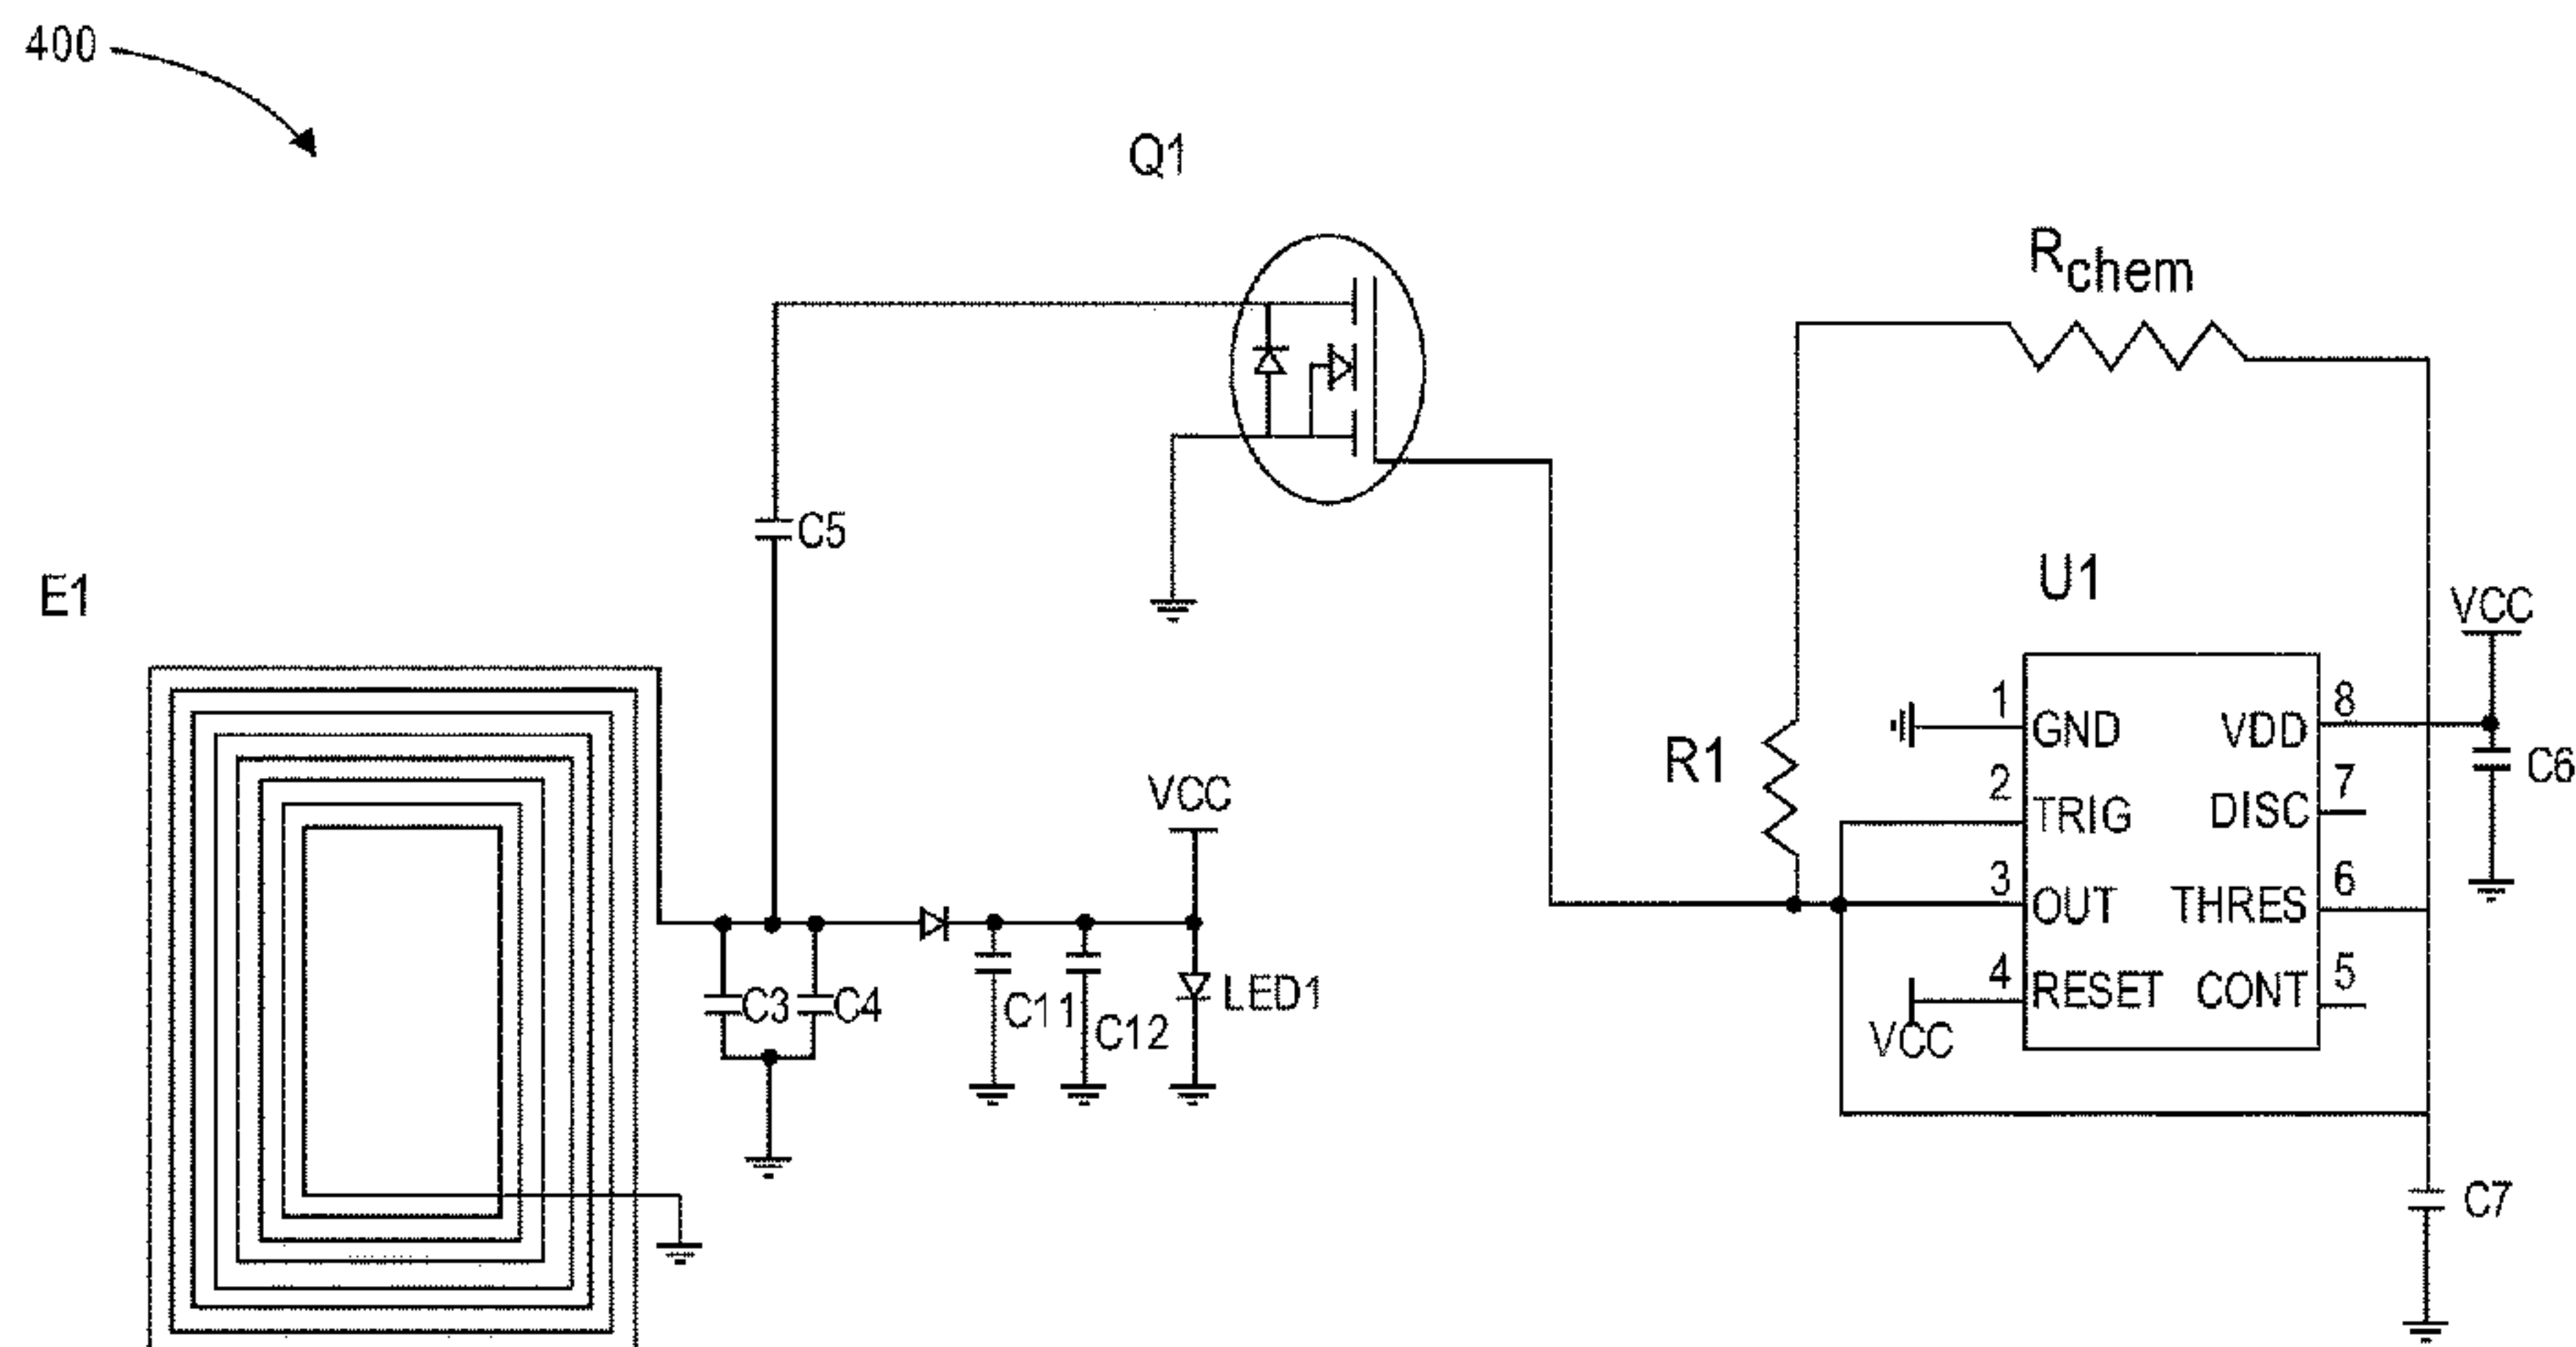 400
Q1
Rchem
C5
E1
U1
VCC
1
GND
8
VDD
R1
C6
2
TRIG
7
DISC
VCC
3
OUT
6
THRES
4
RESET
5
CONT
VCC
C3
C4
C11
C12
LED1
C7